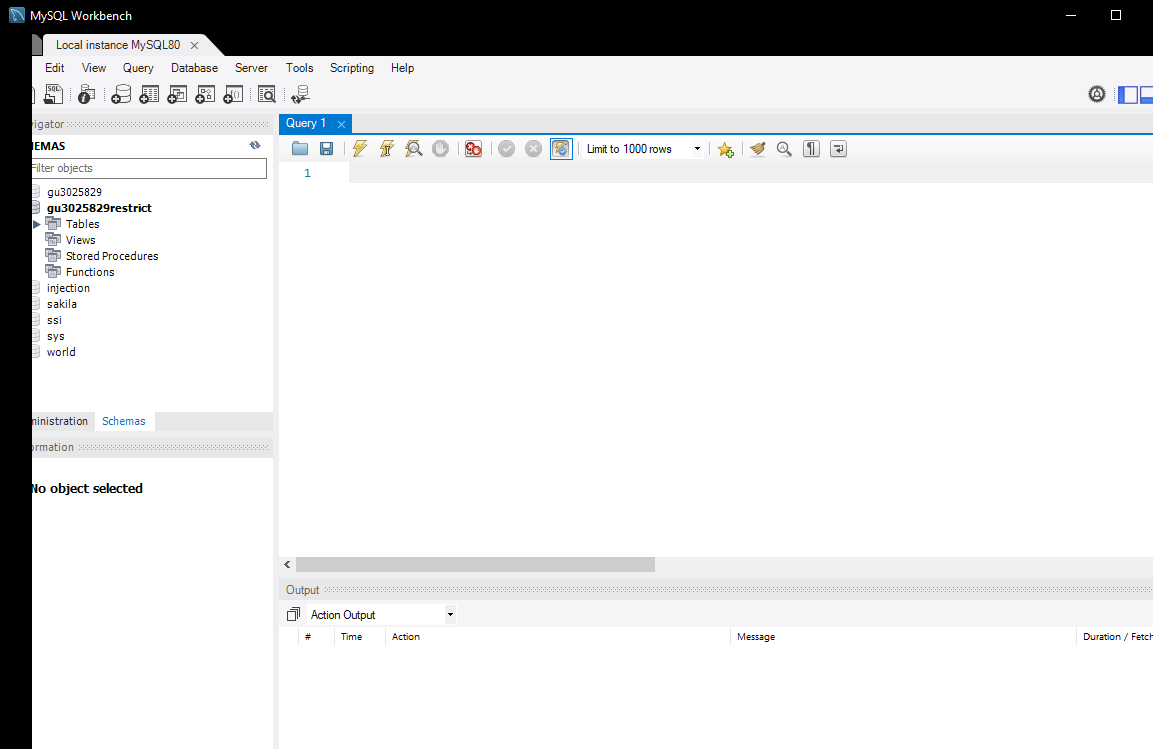 MySQL Workbench
Local instance MySQL80
Edit View Query Database Server Tools Scripting Help
SQL
vigator
Query 1
HEMAS
Limit to 1000 rows
Filter objects
1
gu3025829
gu3025829restrict
Tables
Views
Stored Procedures
Functions
injection
sakila
ssi
sys
world
ministration Schemas
ormation
No object selected
Output
Action Output
# Time Action Message Duration / Fetch